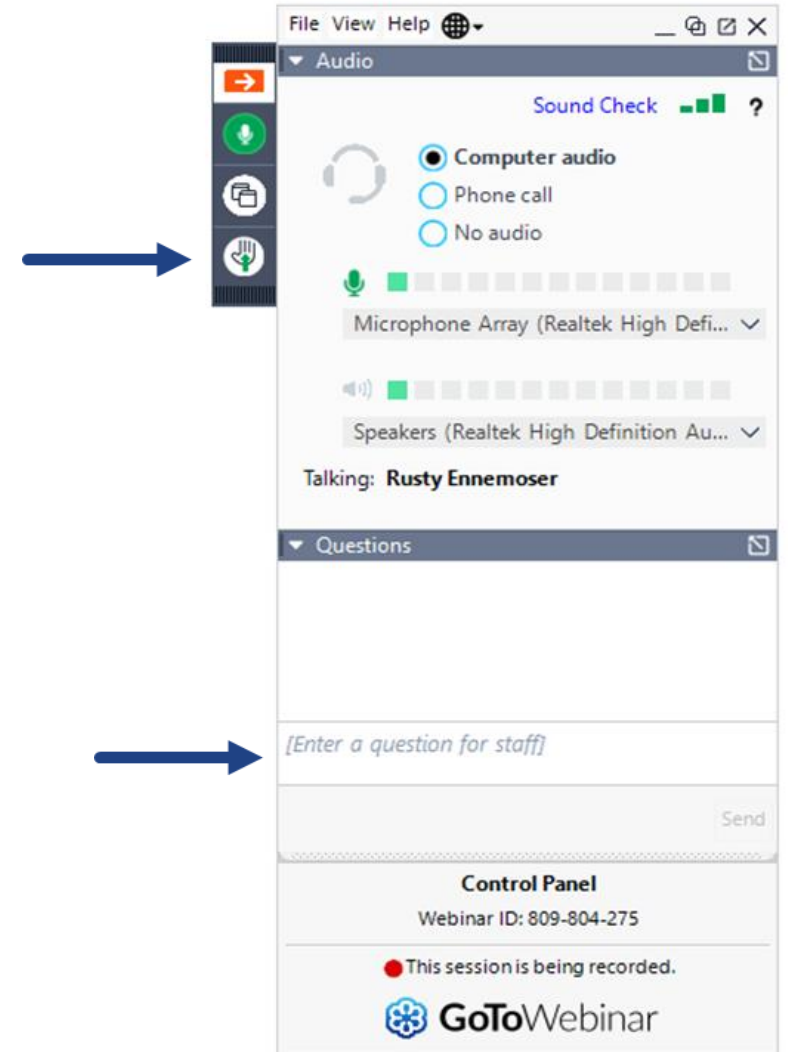 File View Help
Audio
Sound Check ?
Computer audio
Phone call
No audio
Microphone Array (Realtek High Defi...
Speakers (Realtek High Definition Au...
Talking: Rusty Ennemoser
Questions
[Enter a question for staff]
Send
Control Panel
Webinar ID: 809-804-275
This session is being recorded.
GoToWebinar